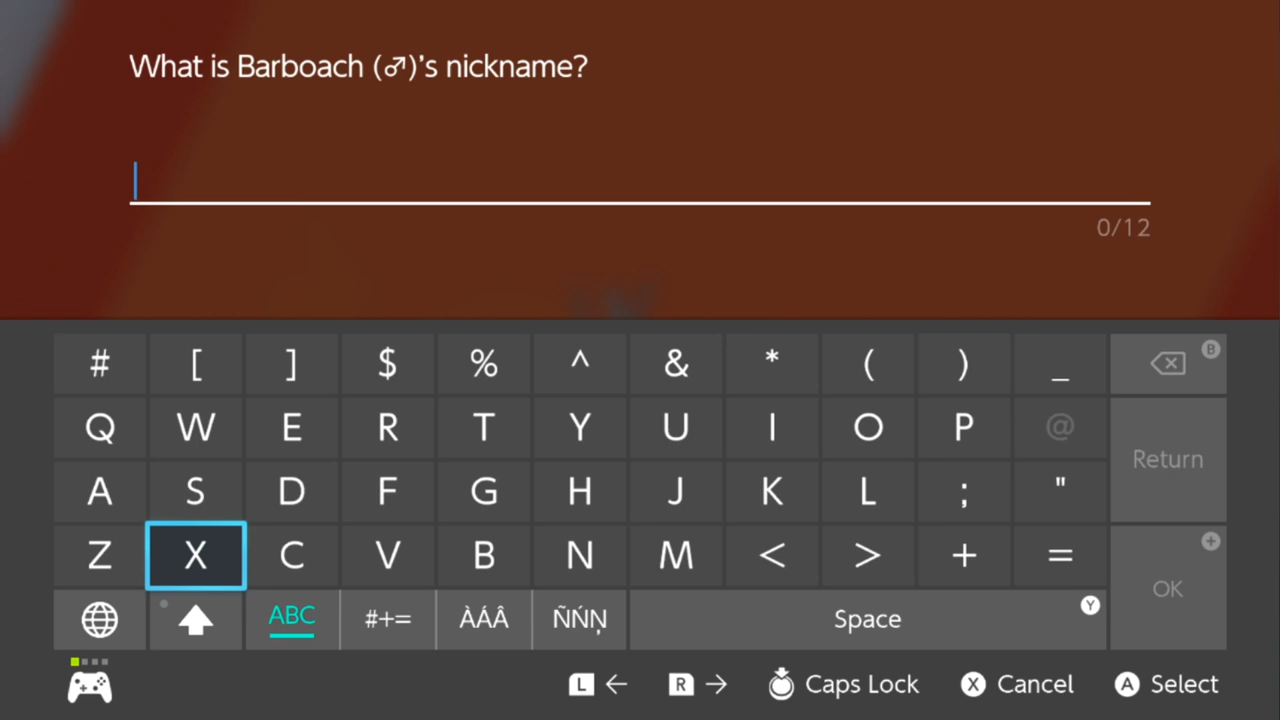 What is Barboach (♂)'s nickname?
0/12
# [ ] $ % ^ & * ( ) _ B
Q W E R T Y U I O P @
A S D F G H J K L ; " Return
Z X C V B N M < > + = + OK
ABC #+= ÀÁÂ ÑŃŅ Space Y
L ← R → Caps Lock X Cancel A Select